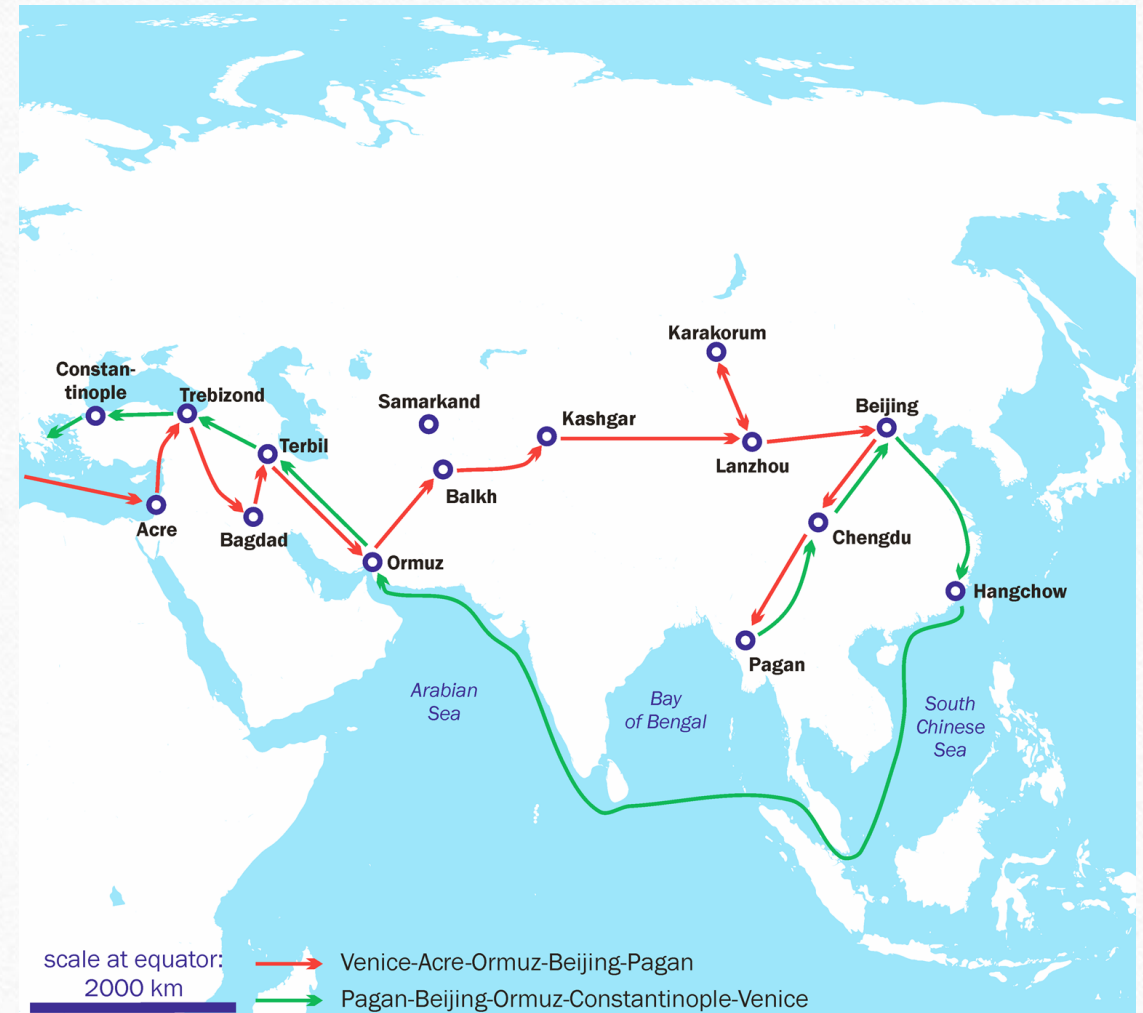 Karakorum
Constan-
tinople
Trebizond
Samarkand
Kashgar
Beijing
Terbil
Lanzhou
Balkh
Acre
Bagdad
Chengdu
Ormuz
Hangchow
Pagan
Arabian
Sea
Bay
of Bengal
South
Chinese
Sea
scale at equator:
2000 km
Venice-Acre-Ormuz-Beijing-Pagan
Pagan-Beijing-Ormuz-Constantinople-Venice